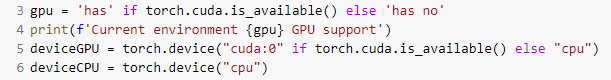 3 gpu = 'has' if torch.cuda.is_available() else 'has no'
4 print(f'Current environment {gpu} GPU support')
5 deviceGPU = torch.device("cuda:0" if torch.cuda.is_available() else "cpu")
6 deviceCPU = torch.device("cpu")